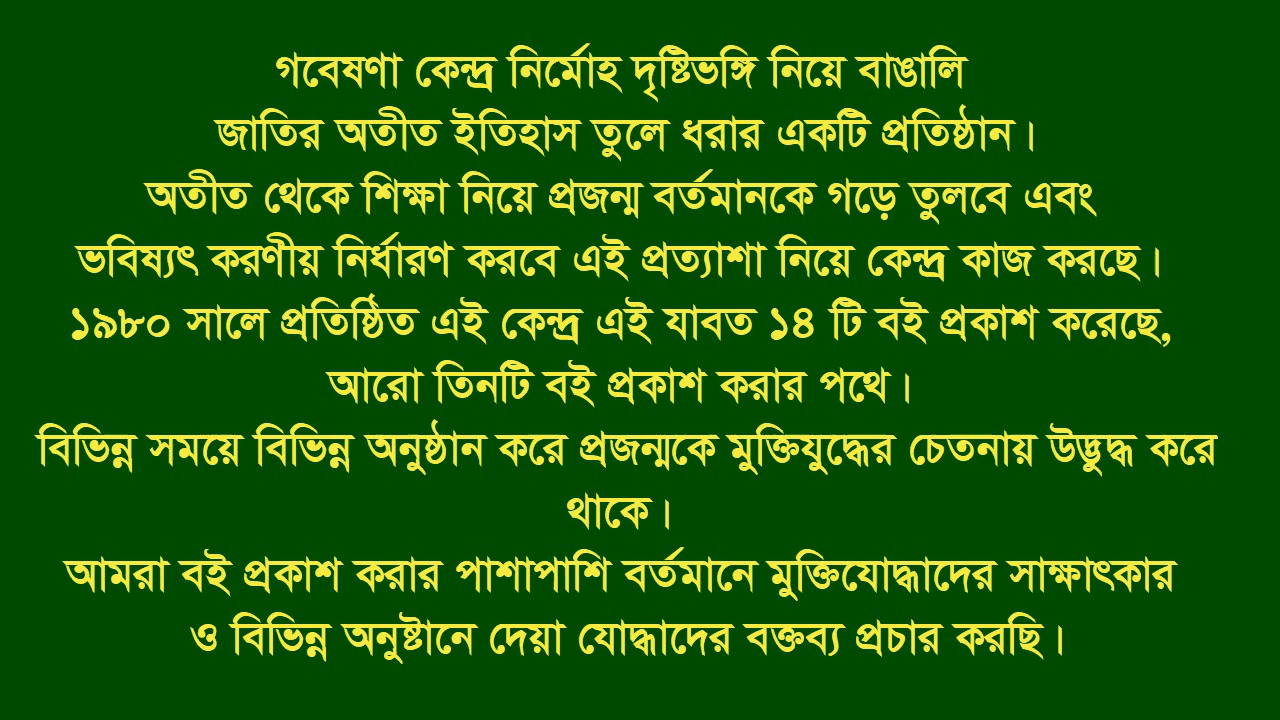 গবেষণা কেন্দ্র নির্মোহ দৃষ্টিভঙ্গি নিয়ে বাঙালি
জাতির অতীত ইতিহাস তুলে ধরার একটি প্রতিষ্ঠান।
অতীত থেকে শিক্ষা নিয়ে প্রজন্ম বর্তমানকে গড়ে তুলবে এবং
ভবিষ্যৎ করণীয় নির্ধারণ করবে এই প্রত্যাশা নিয়ে কেন্দ্র কাজ করছে।
১৯৮০ সালে প্রতিষ্ঠিত এই কেন্দ্র এই যাবত ১৪ টি বই প্রকাশ করেছে,
আরো তিনটি বই প্রকাশ করার পথে।
বিভিন্ন সময়ে বিভিন্ন অনুষ্ঠান করে প্রজন্মকে মুক্তিযুদ্ধের চেতনায় উদ্ভুদ্ধ করে
থাকে।
আমরা বই প্রকাশ করার পাশাপাশি বর্তমানে মুক্তিযোদ্ধাদের সাক্ষাৎকার
ও বিভিন্ন অনুষ্টানে দেয়া যোদ্ধাদের বক্তব্য প্রচার করছি।